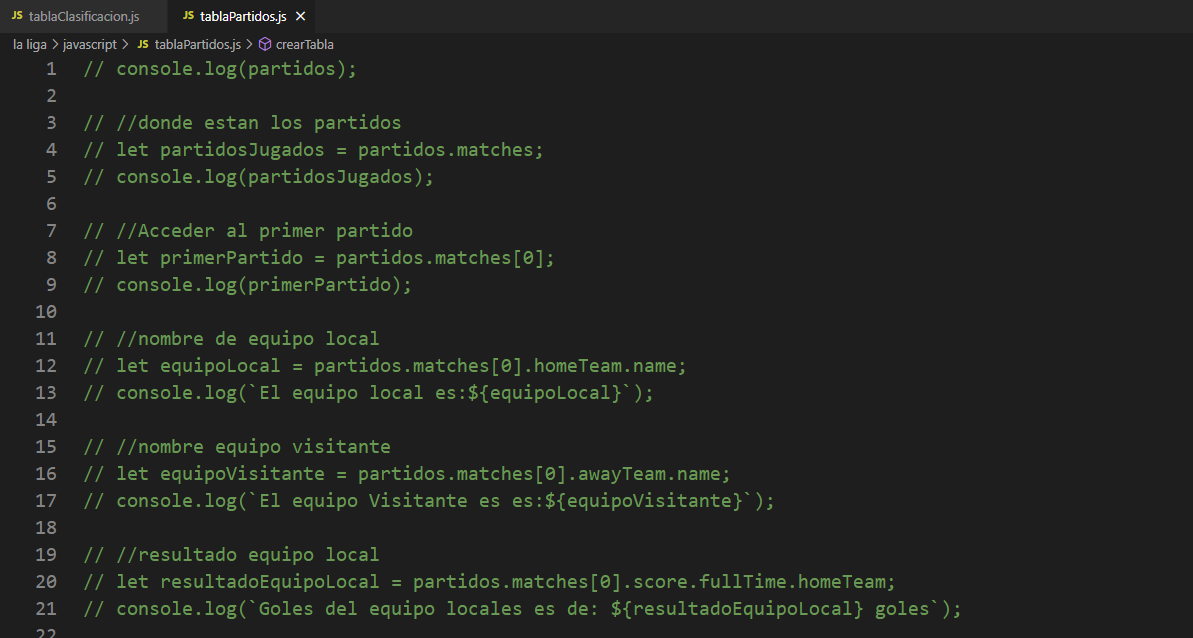 JS tablaClasificacion.js JS tablaPartidos.js ×
la liga > javascript > JS tablaPartidos.js > crearTabla
1 // console.log(partidos);
2
3 // //donde estan los partidos
4 // let partidosJugados = partidos.matches;
5 // console.log(partidosJugados);
6
7 // //Acceder al primer partido
8 // let primerPartido = partidos.matches[0];
9 // console.log(primerPartido);
10
11 // //nombre de equipo local
12 // let equipoLocal = partidos.matches[0].homeTeam.name;
13 // console.log(`El equipo local es:${equipoLocal}`);
14
15 // //nombre equipo visitante
16 // let equipoVisitante = partidos.matches[0].awayTeam.name;
17 // console.log(`El equipo Visitante es es:${equipoVisitante}`);
18
19 // //resultado equipo local
20 // let resultadoEquipoLocal = partidos.matches[0].score.fullTime.homeTeam;
21 // console.log(`Goles del equipo locales es de: ${resultadoEquipoLocal} goles`);
22